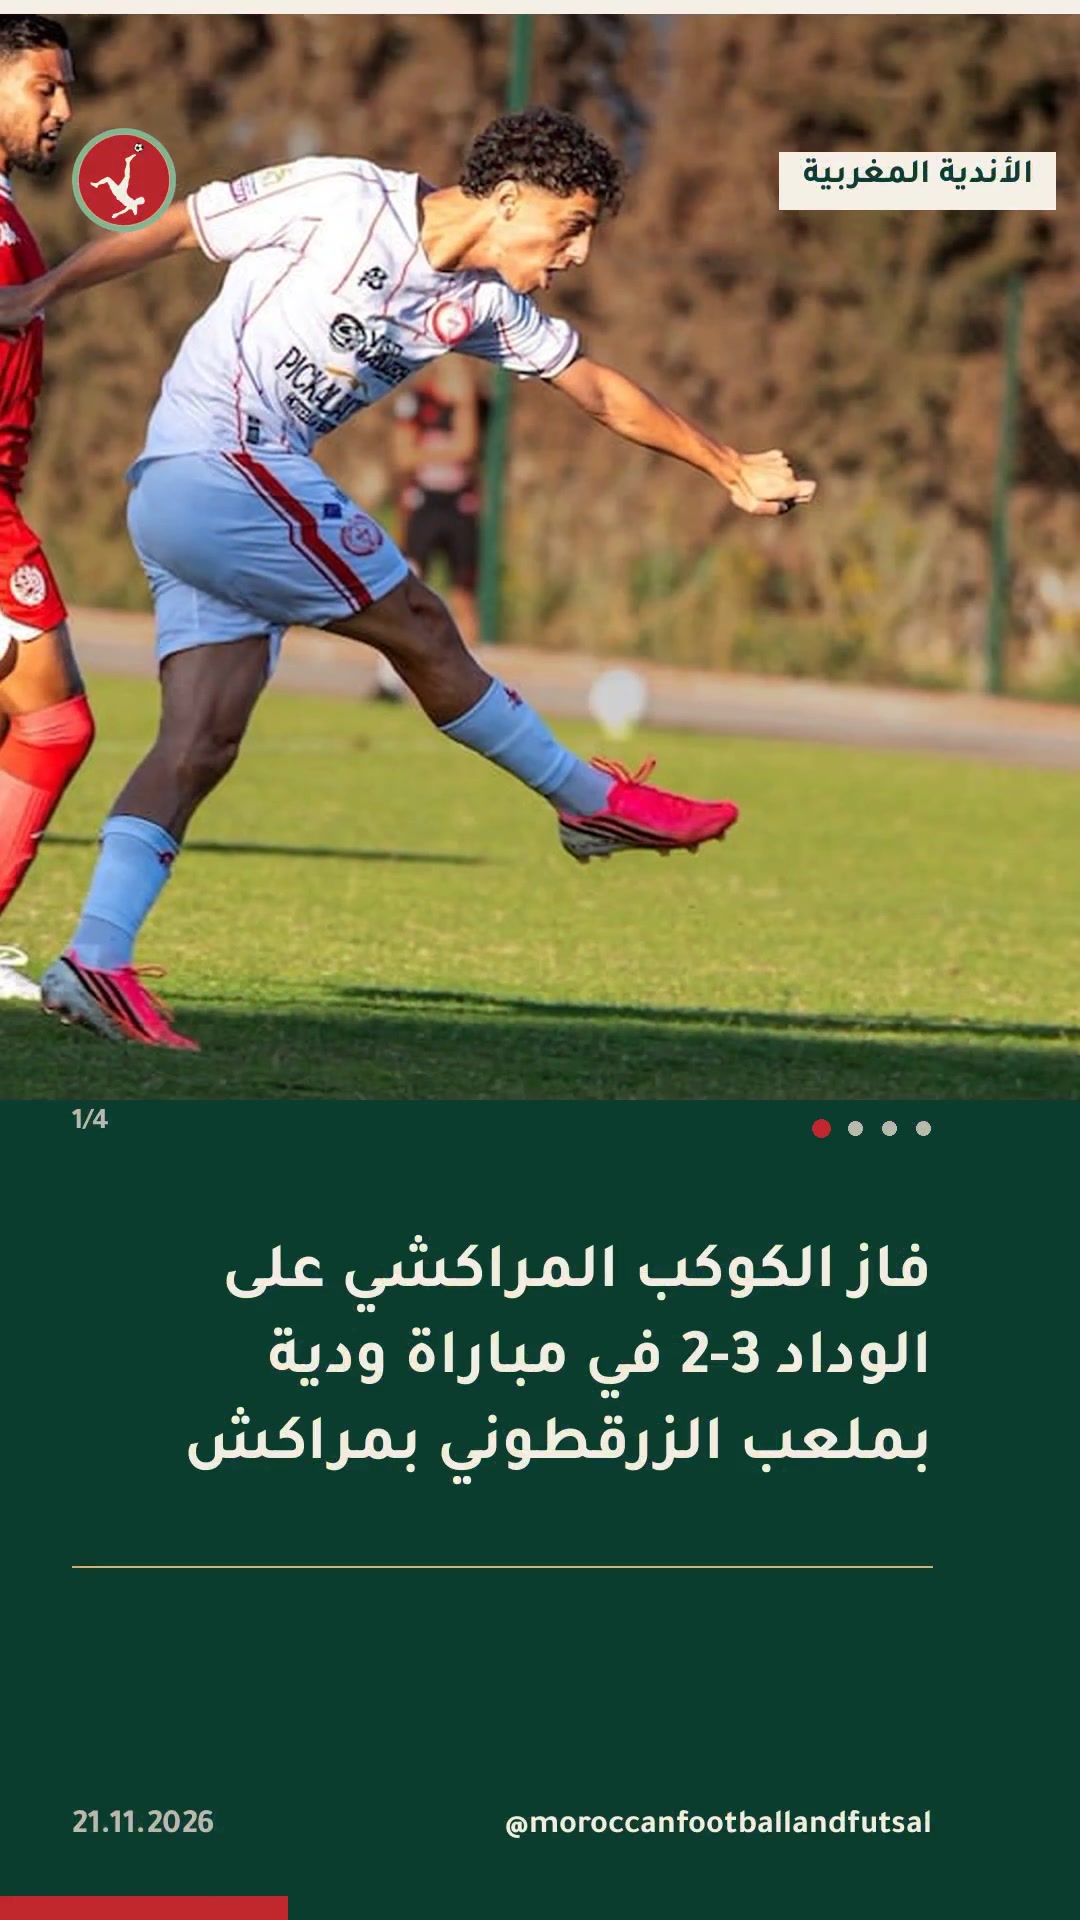 الأندية المغربية
PICKALBAT
1/4
فاز الكوكب المراكشي على
الوداد 3-2 في مباراة ودية
بملعب الزرقطوني بمراكش
21.11.2026
@moroccanfootballandfutsal